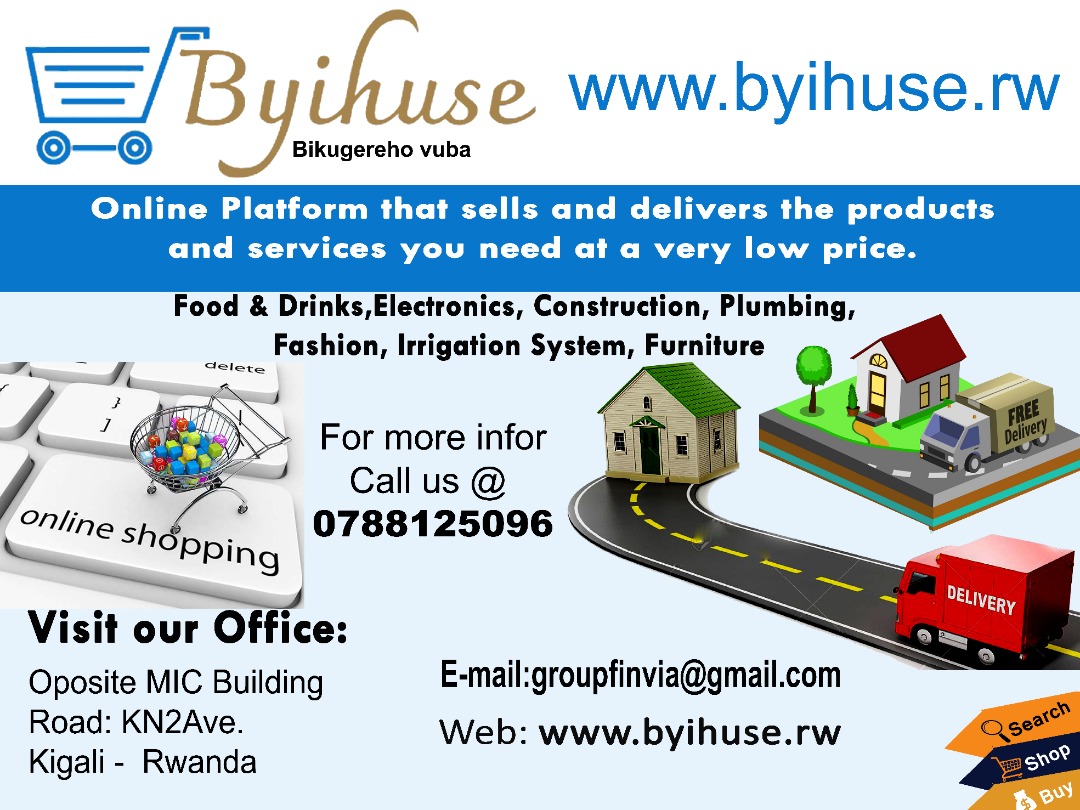 Byihuse
Bikugereho vuba
www.byihuse.rw
Online Platform that sells and delivers the products
and services you need at a very low price.
Food & Drinks,Electronics, Construction, Plumbing,
Fashion, Irrigation System, Furniture
delete
{
}
]
online shopping
For more infor
Call us @
0788125096
FREE
Delivery
DELIVERY
Visit our Office:
Oposite MIC Building
Road: KN2Ave.
Kigali - Rwanda
E-mail:groupfinvia@gmail.com
Web: www.byihuse.rw
Search
Shop
Buy